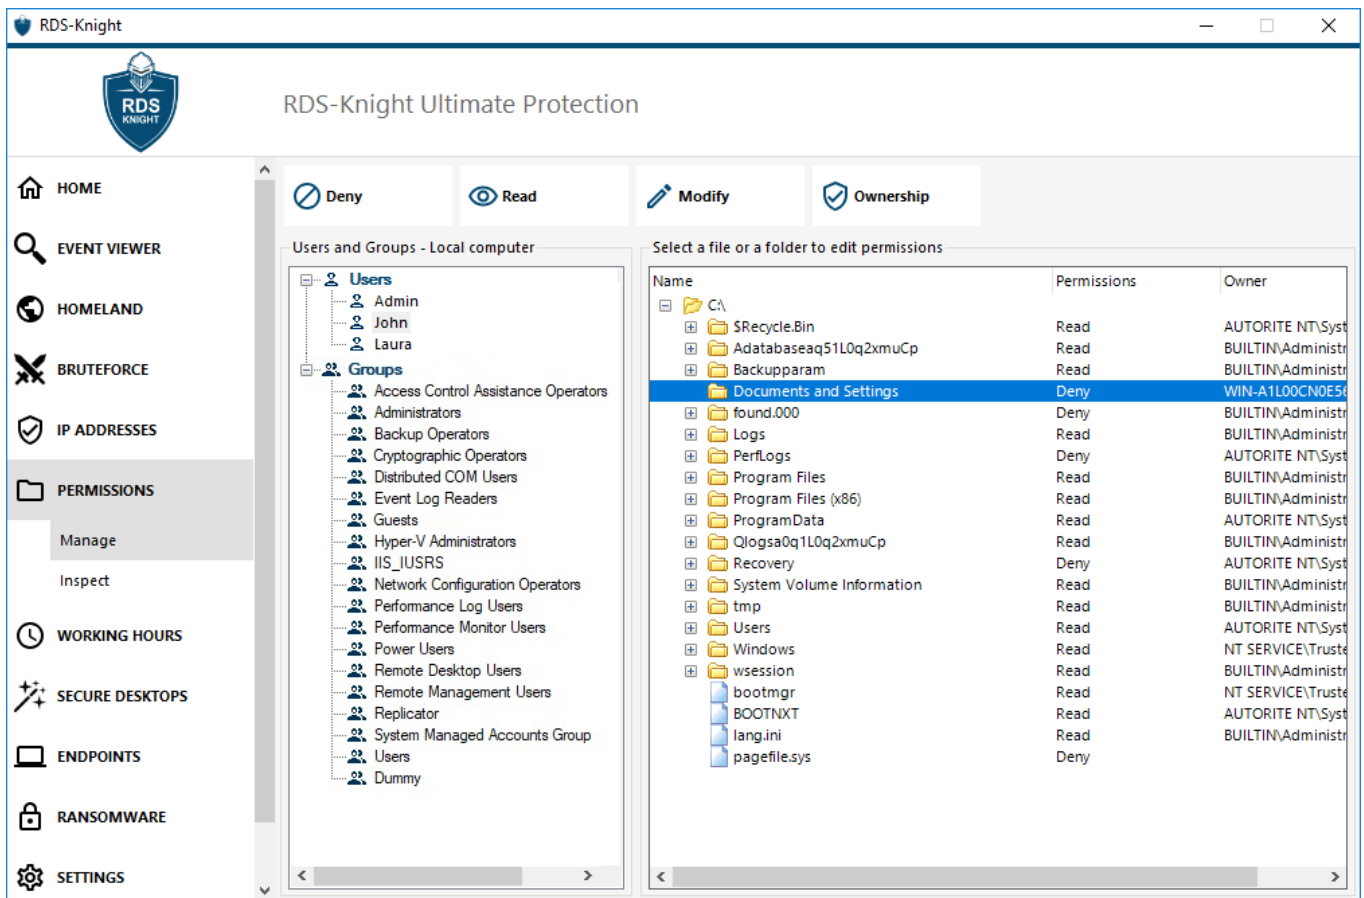 RDS-Knight
RDS
KNIGHT
RDS-Knight Ultimate Protection
HOME
EVENT VIEWER
HOMELAND
BRUTEFORCE
IP ADDRESSES
PERMISSIONS
Manage
Inspect
WORKING HOURS
SECURE DESKTOPS
ENDPOINTS
RANSOMWARE
SETTINGS
Deny Read Modify Ownership
Users and Groups - Local computer
Users
Admin
John
Laura
Groups
Access Control Assistance Operators
Administrators
Backup Operators
Cryptographic Operators
Distributed COM Users
Event Log Readers
Guests
Hyper-V Administrators
IIS_IUSRS
Network Configuration Operators
Performance Log Users
Performance Monitor Users
Power Users
Remote Desktop Users
Remote Management Users
Replicator
System Managed Accounts Group
Users
Dummy
Select a file or a folder to edit permissions
Name Permissions Owner
C:\
$Recycle.Bin Read AUTORITE NT\Syst
Adatabaseaq51L0q2xmuCp Read BUILTIN\Administr
Backupparam Read BUILTIN\Administr
Documents and Settings Deny WIN-A1L00CN0E56
found.000 Deny BUILTIN\Administr
Logs Read BUILTIN\Administr
PerfLogs Deny AUTORITE NT\Syst
Program Files Read BUILTIN\Administr
Program Files (x86) Read BUILTIN\Administr
ProgramData Read AUTORITE NT\Syst
Qlogsa0q1L0q2xmuCp Read BUILTIN\Administr
Recovery Deny AUTORITE NT\Syst
System Volume Information Read BUILTIN\Administr
tmp Read BUILTIN\Administr
Users Read AUTORITE NT\Syst
Windows Read NT SERVICE\Truste
wsession Read BUILTIN\Administr
bootmgr Read NT SERVICE\Truste
BOOTNXT Read AUTORITE NT\Syst
lang.ini Read BUILTIN\Administr
pagefile.sys Deny